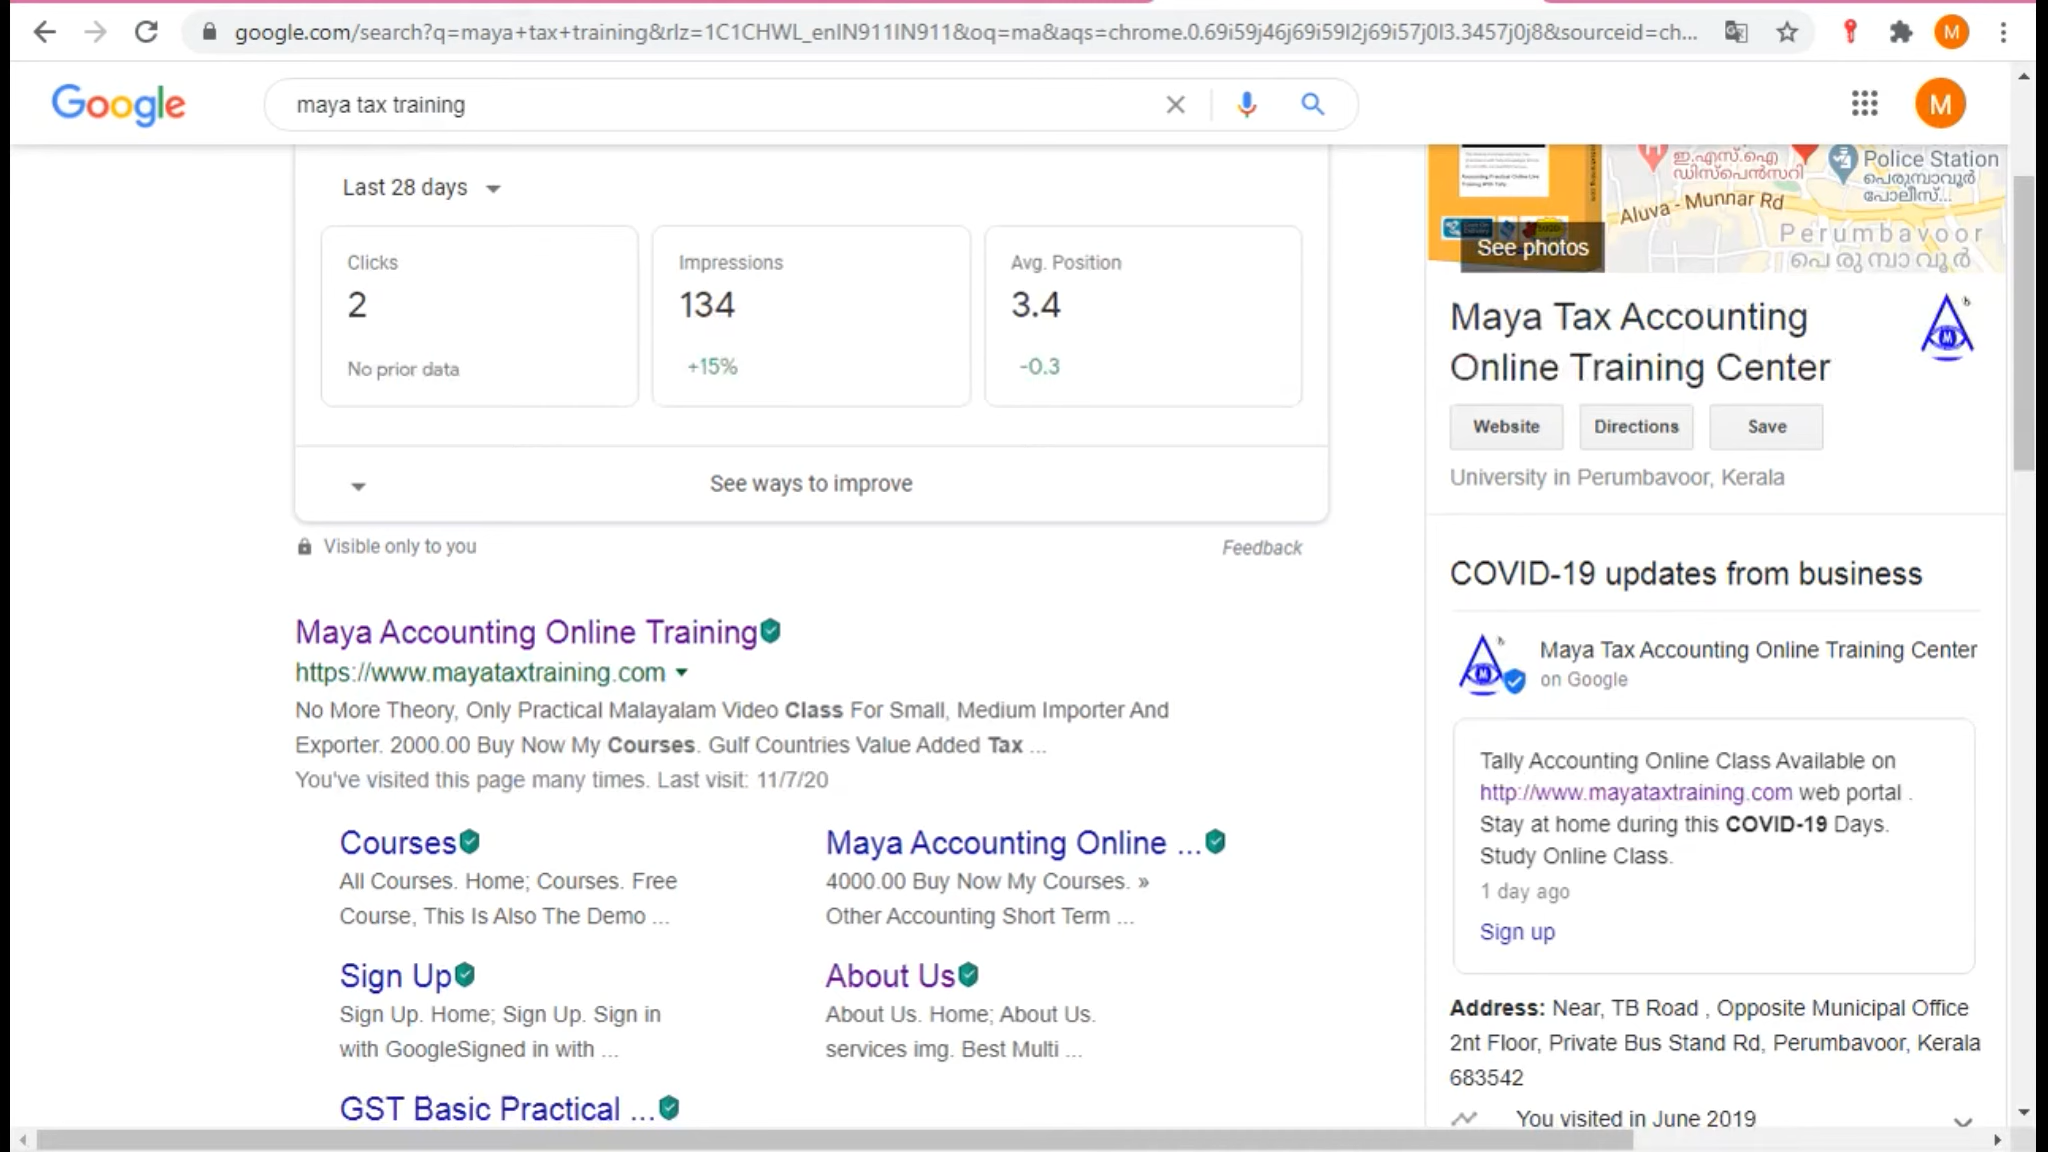 google.com/search?q=maya+tax+training&rlz=1C1CHWL_enIN911IN911&oq=ma&aqs=chrome.0.69i59j46j69i59l2j69i57j0l3.3457j0j8&sourceid=ch...
M
Google
maya tax training
M
Last 28 days
Clicks
2
No prior data
Impressions
134
+15%
Avg. Position
3.4
-0.3
See ways to improve
Visible only to you
Feedback
Maya Accounting Online Training
https://www.mayataxtraining.com
No More Theory, Only Practical Malayalam Video Class For Small, Medium Importer And
Exporter. 2000.00 Buy Now My Courses. Gulf Countries Value Added Tax ...
You've visited this page many times. Last visit: 11/7/20
Courses
All Courses. Home; Courses. Free
Course, This Is Also The Demo ...
Maya Accounting Online ...
4000.00 Buy Now My Courses. »
Other Accounting Short Term ...
Sign Up
Sign Up. Home; Sign Up. Sign in
with GoogleSigned in with ...
About Us
About Us. Home; About Us.
services img. Best Multi ...
GST Basic Practical ...
See photos
ഇ.എസ്.ഐ
ഡിസ്പെൻസറി
Police Station
പെരുമ്പാവൂർ
പോലീസ്...
Aluva - Munnar Rd
Perumbavoor
പെരുമ്പാവൂർ
Maya Tax Accounting
Online Training Center
Website
Directions
Save
University in Perumbavoor, Kerala
COVID-19 updates from business
Maya Tax Accounting Online Training Center
on Google
Tally Accounting Online Class Available on
http://www.mayataxtraining.com web portal .
Stay at home during this COVID-19 Days.
Study Online Class.
1 day ago
Sign up
Address: Near, TB Road , Opposite Municipal Office
2nt Floor, Private Bus Stand Rd, Perumbavoor, Kerala
683542
You visited in June 2019